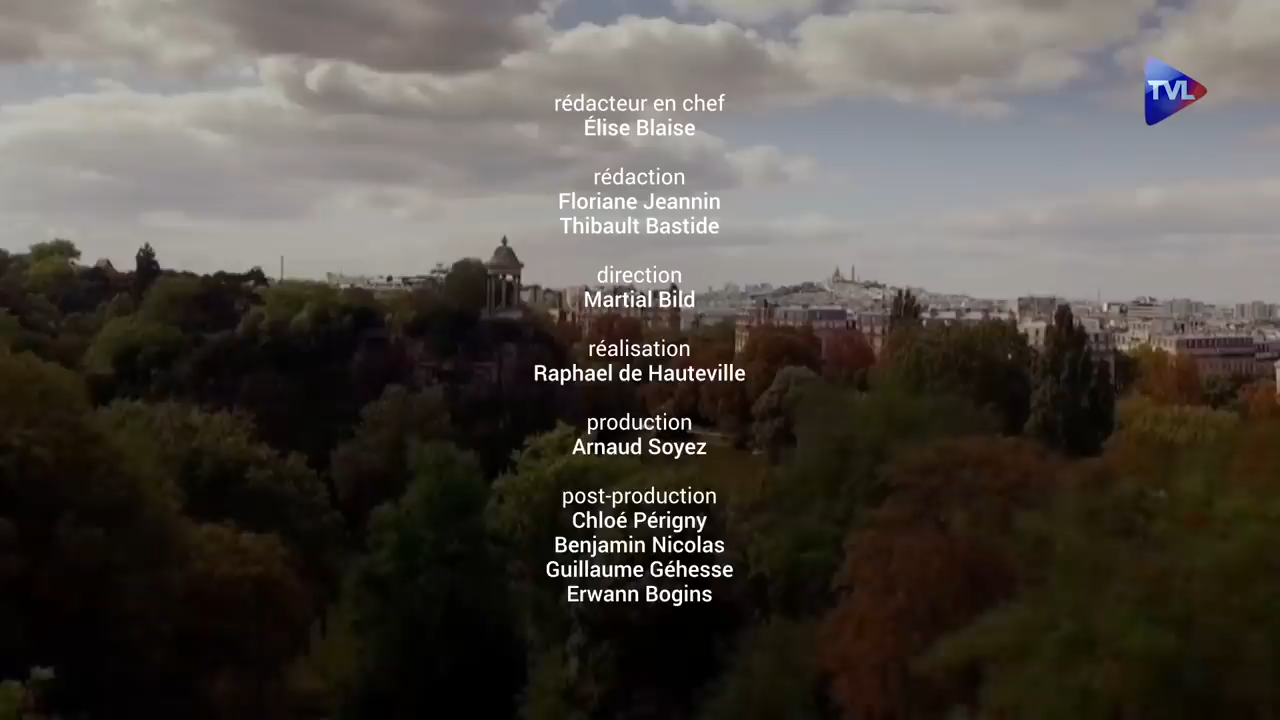 TVL
rédacteur en chef
Élise Blaise
rédaction
Floriane Jeannin
Thibault Bastide
direction
Martial Bild
réalisation
Raphael de Hauteville
production
Arnaud Soyez
post-production
Chloé Périgny
Benjamin Nicolas
Guillaume Géhesse
Erwann Bogins